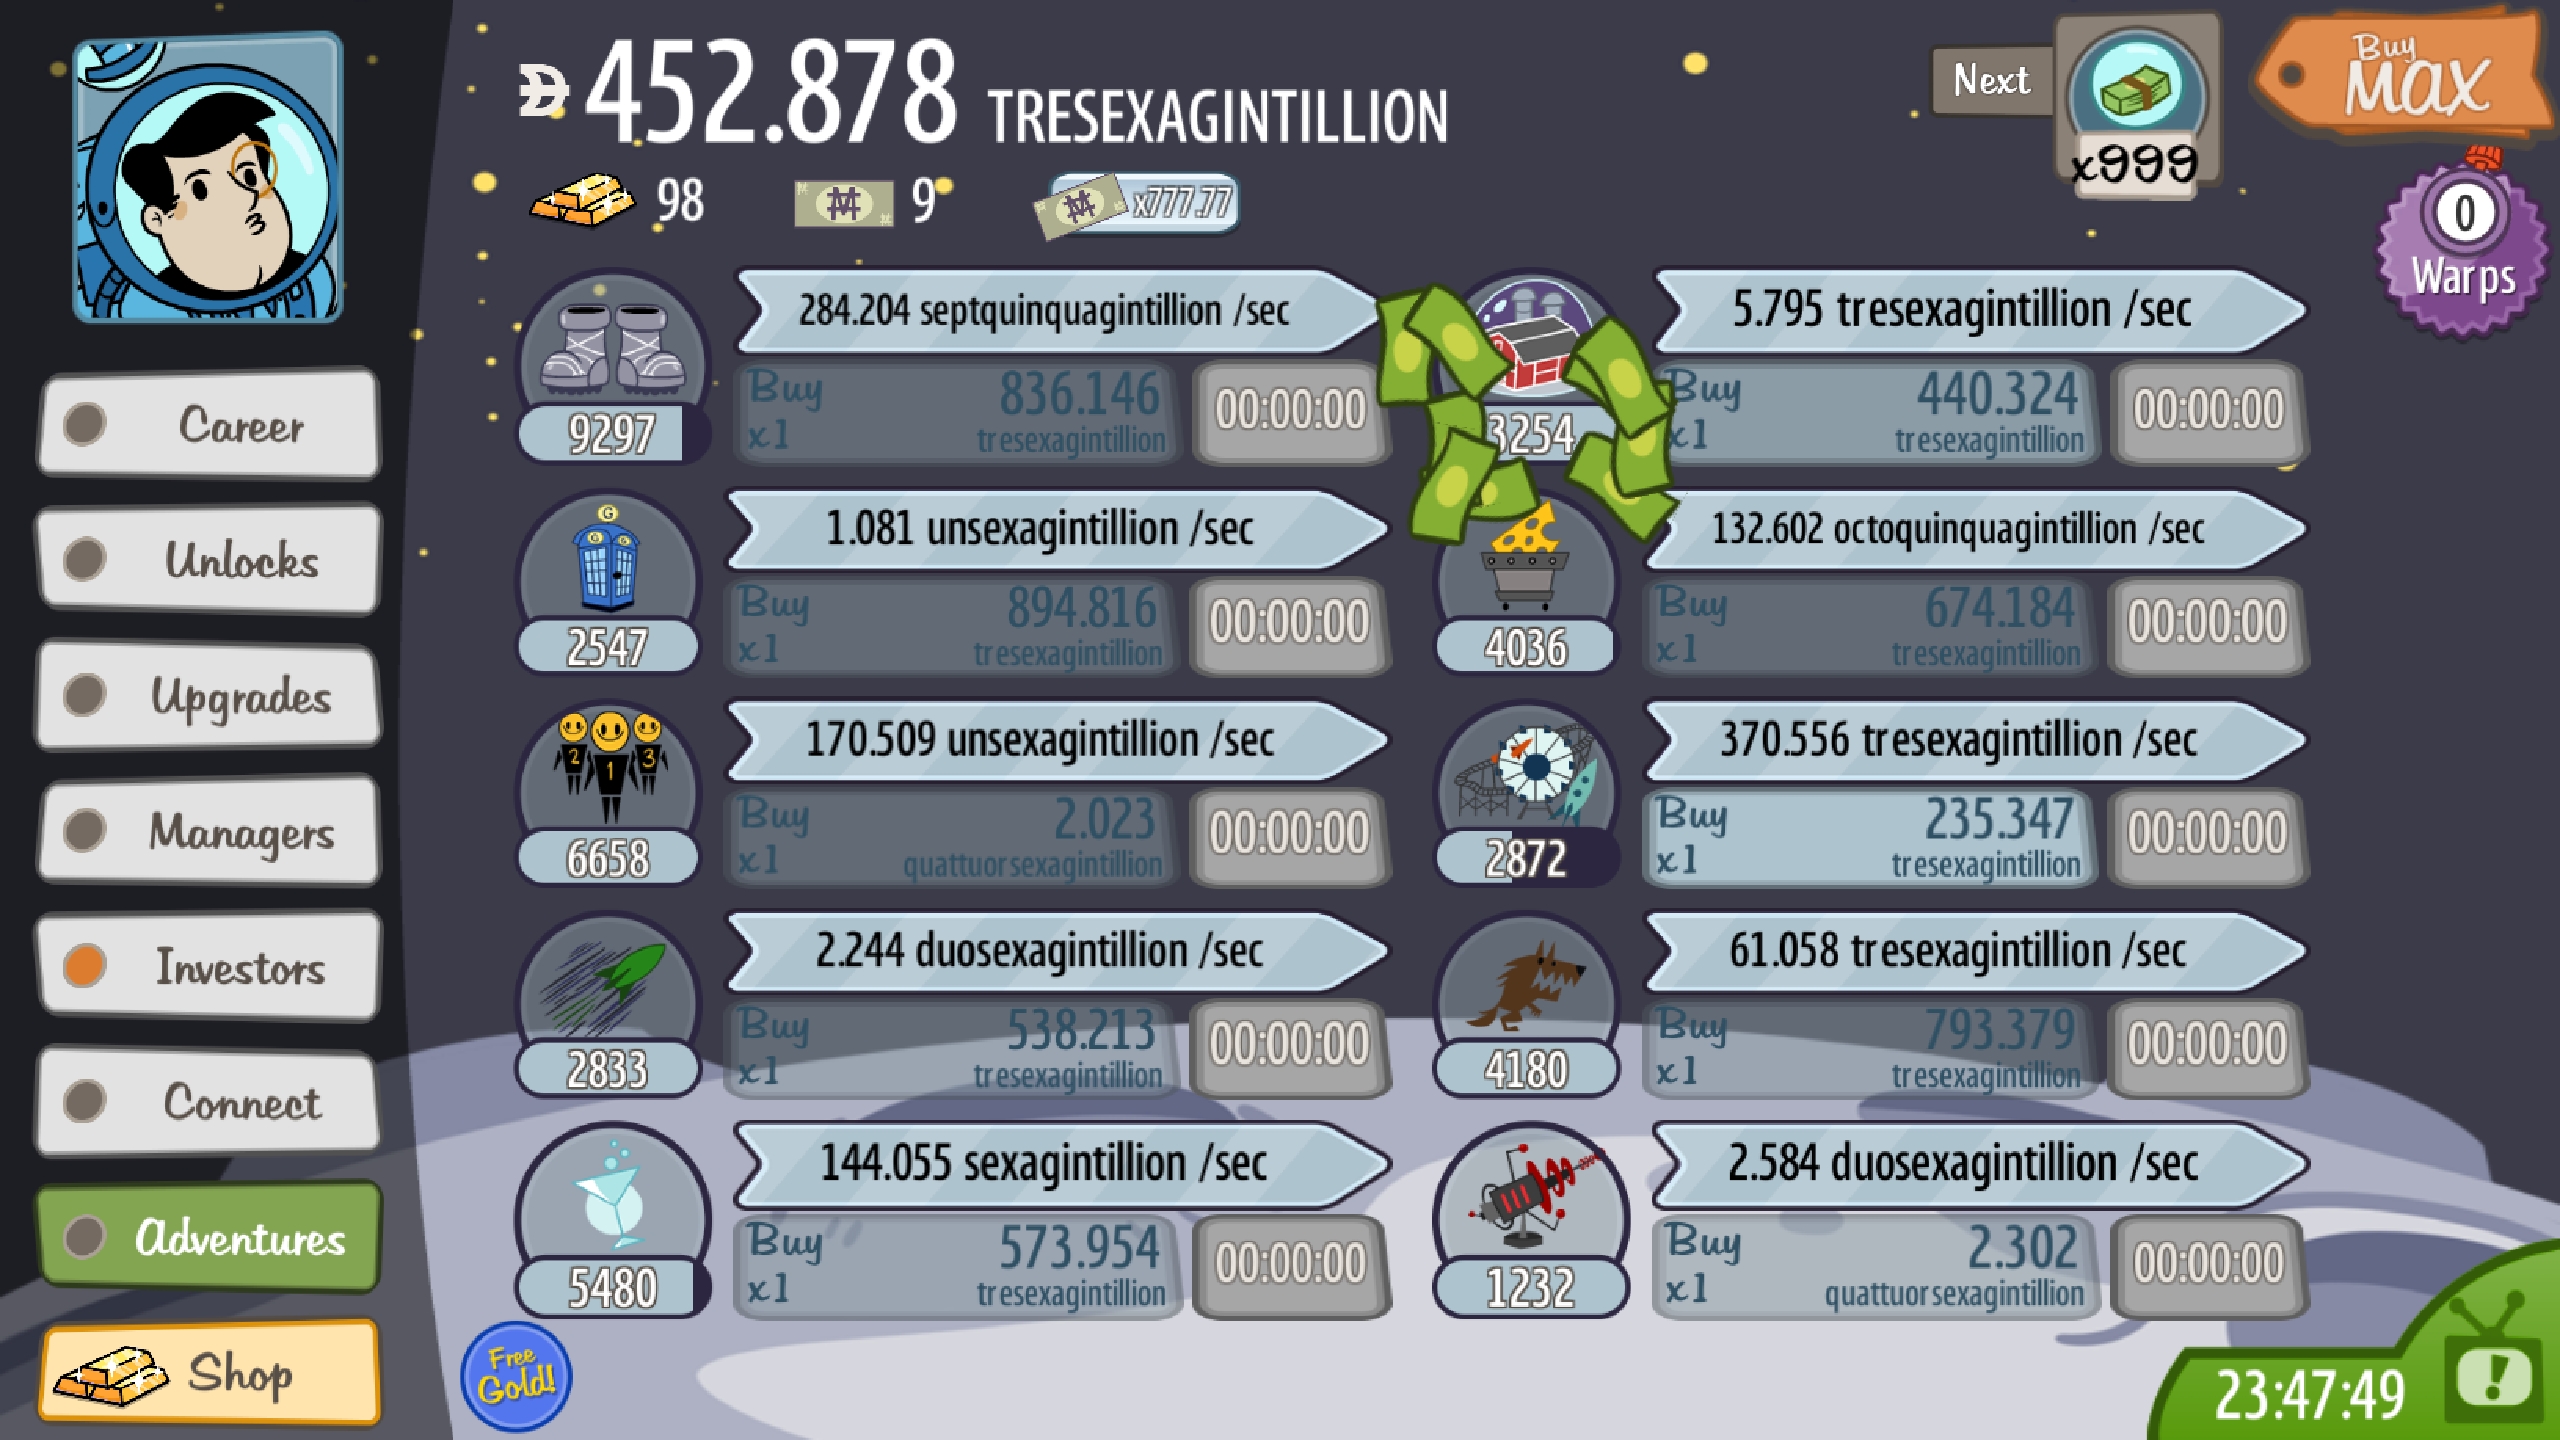 452.878 TRESEXAGINTILLION
Next
x999
Buy
MAX
98
9
x777.77
0
Warps
Career
Unlocks
Upgrades
Managers
Investors
Connect
Adventures
Shop
284.204 septquinquagintillion /sec
9297
Buy
x1
836.146
tresexagintillion
00:00:00
5.795 tresexagintillion /sec
3254
Buy
x1
440.324
tresexagintillion
00:00:00
1.081 unsexagintillion /sec
G
G G
2547
Buy
x1
894.816
tresexagintillion
00:00:00
132.602 octoquinquagintillion /sec
4036
Buy
x1
674.184
tresexagintillion
00:00:00
170.509 unsexagintillion /sec
2 1 3
6658
Buy
x1
2.023
quattuorsexagintillion
00:00:00
370.556 tresexagintillion /sec
2872
Buy
x1
235.347
tresexagintillion
00:00:00
2.244 duosexagintillion /sec
2833
Buy
x1
538.213
tresexagintillion
00:00:00
61.058 tresexagintillion /sec
4180
Buy
x1
793.379
tresexagintillion
00:00:00
144.055 sexagintillion /sec
5480
Buy
x1
573.954
tresexagintillion
00:00:00
2.584 duosexagintillion /sec
1232
Buy
x1
2.302
quattuorsexagintillion
00:00:00
Free
Gold!
23:47:49
!